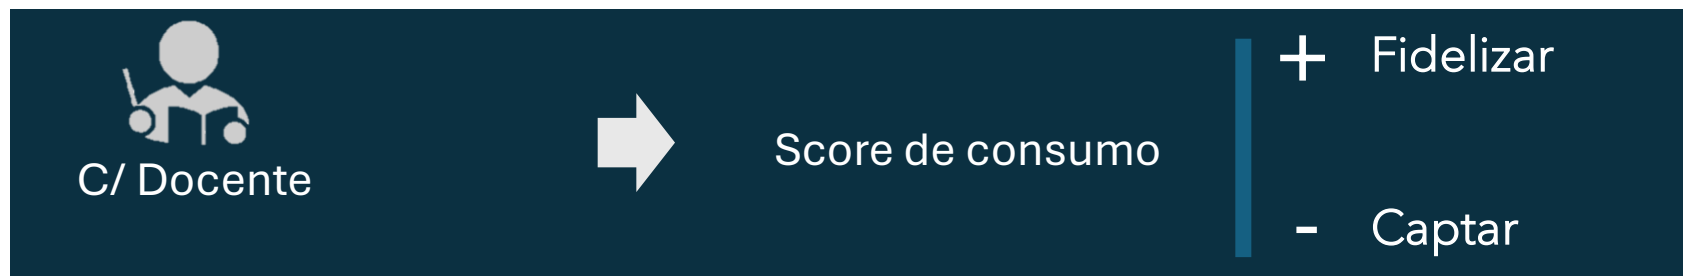 C/ Docente
Score de consumo
+ Fidelizar
- Captar